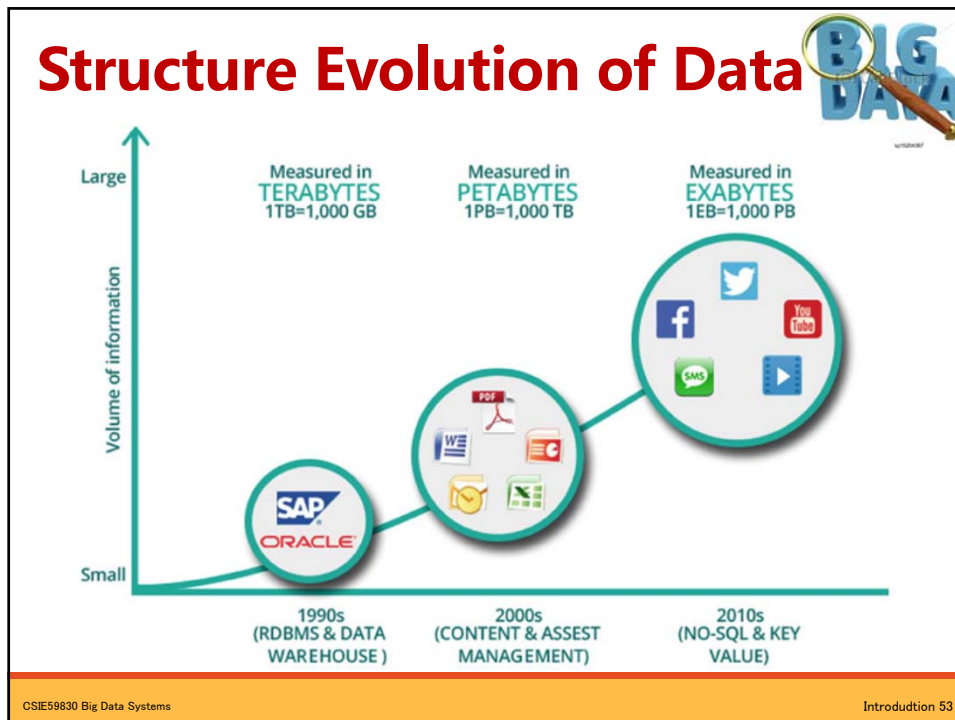 Structure Evolution of Data
BIG
DATA
Large
Measured in
TERABYTES
1TB=1,000 GB
Measured in
PETABYTES
1PB=1,000 TB
Measured in
EXABYTES
1EB=1,000 PB
Volume of information
You
Tube
SMS
PDF
W
SAP
ORACLE
Small
1990s
(RDBMS & DATA
WAREHOUSE )
2000s
(CONTENT & ASSEST
MANAGEMENT)
2010s
(NO-SQL & KEY
VALUE)
CSIE59830 Big Data Systems
Introdudtion 53